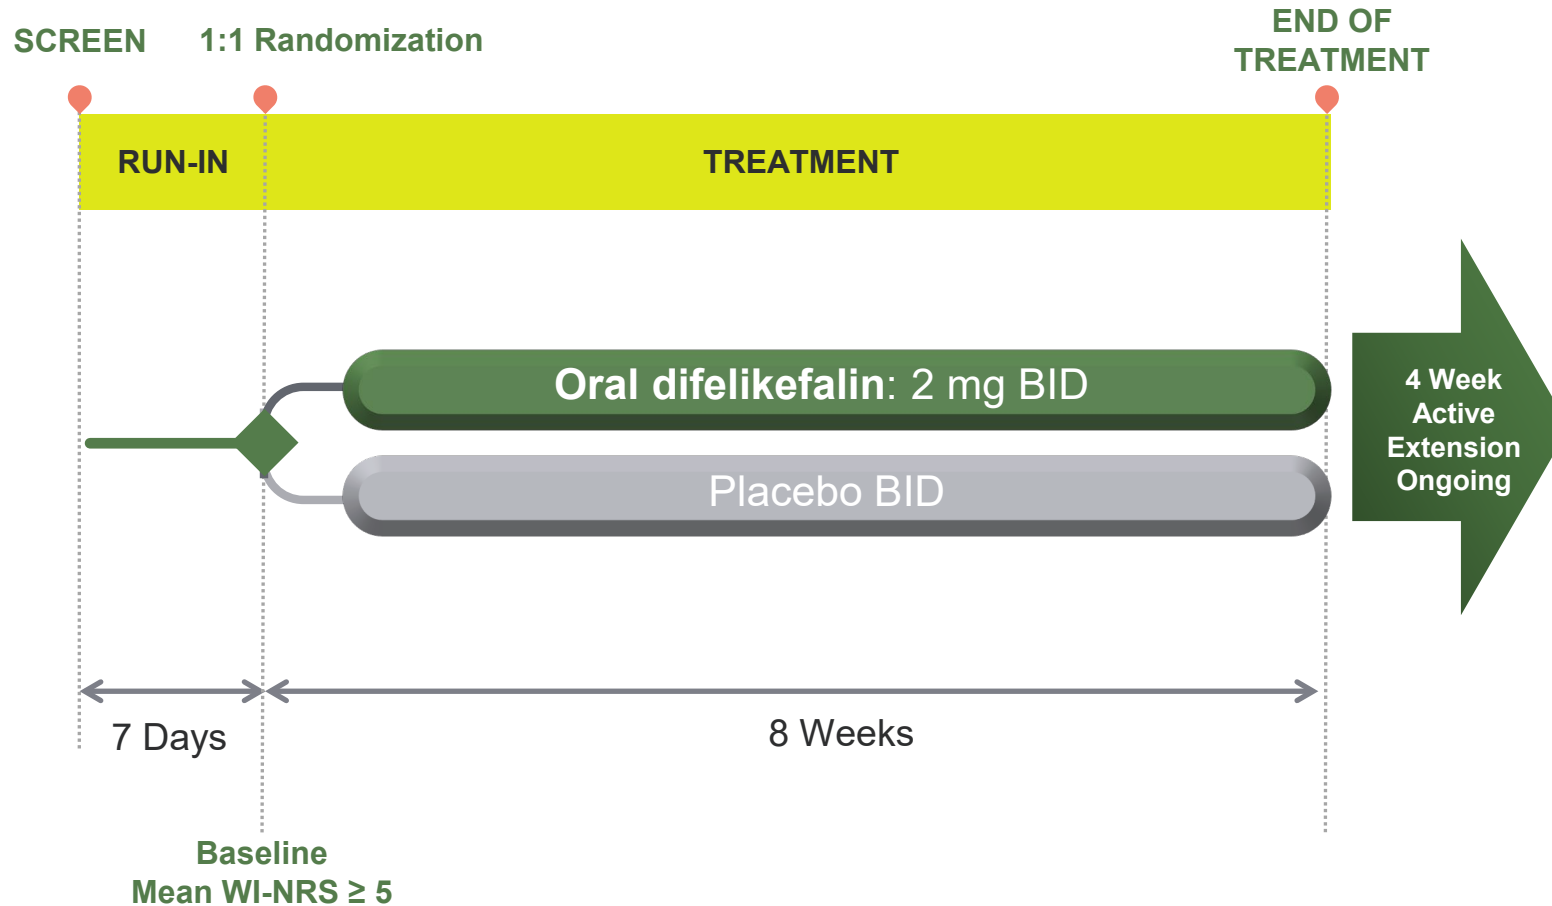 SCREEN
1:1 Randomization
END OF
TREATMENT
RUN-IN
TREATMENT
Oral difelikefalin: 2 mg BID
Placebo BID
4 Week
Active
Extension
Ongoing
7 Days
8 Weeks
Baseline
Mean WI-NRS ≥ 5